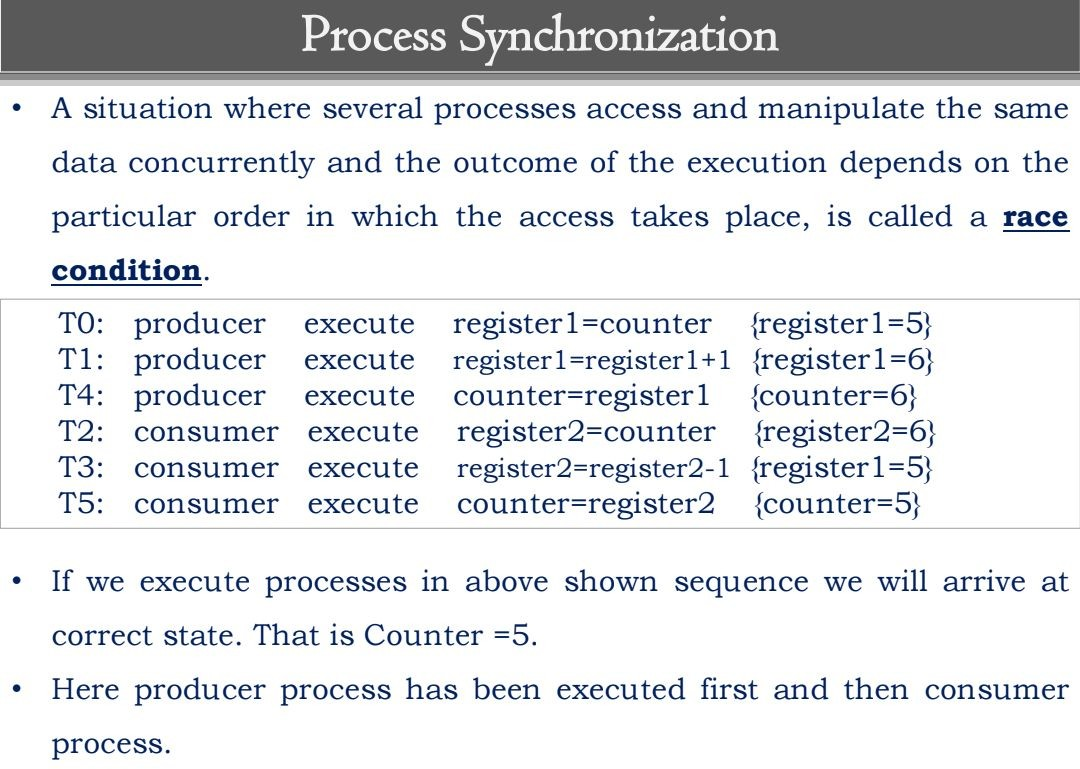 Process Synchronization
• A situation where several processes access and manipulate the same
data concurrently and the outcome of the execution depends on the
particular order in which the access takes place, is called a race
condition.
T0: producer execute register1=counter {register1=5}
T1: producer execute register1=register1+1 {register1=6}
T4: producer execute counter=register1 {counter=6}
T2: consumer execute register2=counter {register2=6}
T3: consumer execute register2=register2-1 {register1=5}
T5: consumer execute counter=register2 {counter=5}
• If we execute processes in above shown sequence we will arrive at
correct state. That is Counter =5.
• Here producer process has been executed first and then consumer
process.